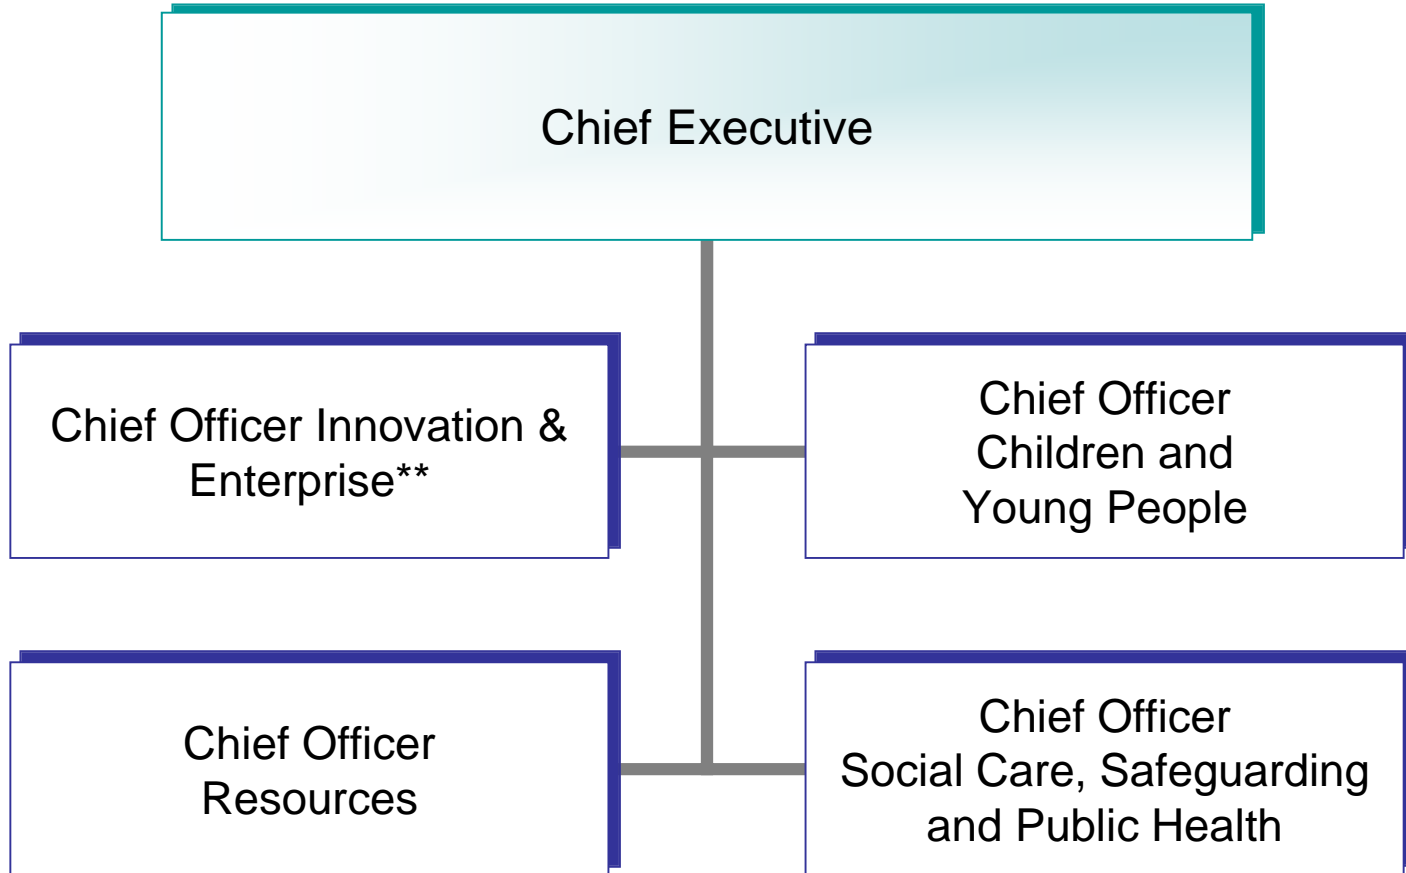 Chief Executive
Chief Officer Innovation &
Enterprise**
Chief Officer
Children and
Young People
Chief Officer
Resources
Chief Officer
Social Care, Safeguarding
and Public Health